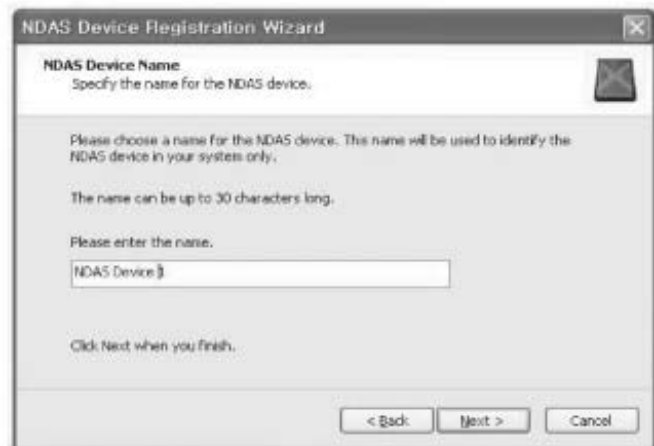 NDAS Device Registration Wizard
NDAS Device Name
Specify the name for the NDAS device.
Please choose a name for the NDAS device. This name will be used to identify the
NDAS device in your system only.
The name can be up to 30 characters long.
Please enter the name.
NDAS Device 1
Click Next when you finish.
< Back
Next >
Cancel